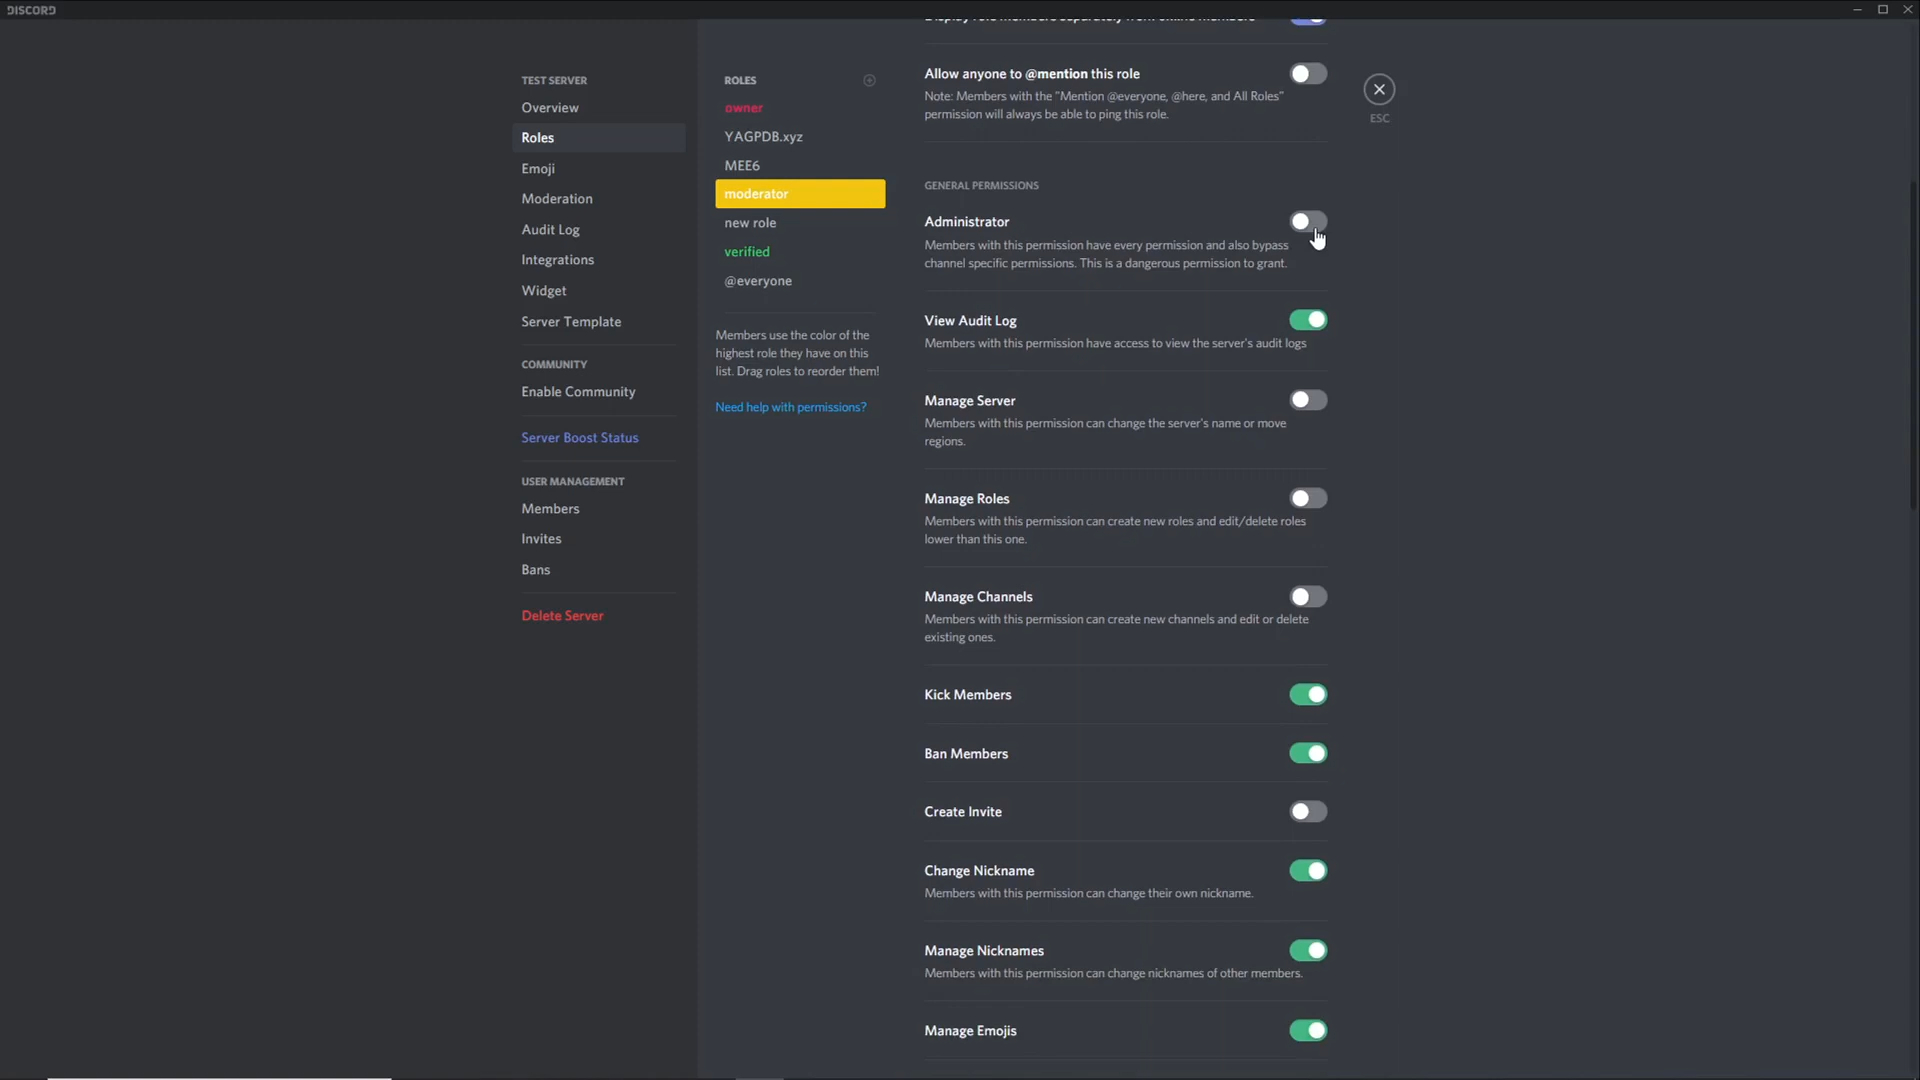 DISCORD
TEST SERVER
Overview
Roles
Emoji
Moderation
Audit Log
Integrations
Widget
Server Template
COMMUNITY
Enable Community
Server Boost Status
USER MANAGEMENT
Members
Invites
Bans
Delete Server
ROLES
owner
YAGPDB.xyz
MEE6
moderator
new role
verified
@everyone
Members use the color of the
highest role they have on this
list. Drag roles to reorder them!
Need help with permissions?
Display role members separately from online members
Allow anyone to @mention this role
Note: Members with the "Mention @everyone, @here, and All Roles"
permission will always be able to ping this role.
GENERAL PERMISSIONS
Administrator
Members with this permission have every permission and also bypass
channel specific permissions. This is a dangerous permission to grant.
View Audit Log
Members with this permission have access to view the server's audit logs
Manage Server
Members with this permission can change the server's name or move
regions.
Manage Roles
Members with this permission can create new roles and edit/delete roles
lower than this one.
Manage Channels
Members with this permission can create new channels and edit or delete
existing ones.
Kick Members
Ban Members
Create Invite
Change Nickname
Members with this permission can change their own nickname.
Manage Nicknames
Members with this permission can change nicknames of other members.
Manage Emojis
ESC